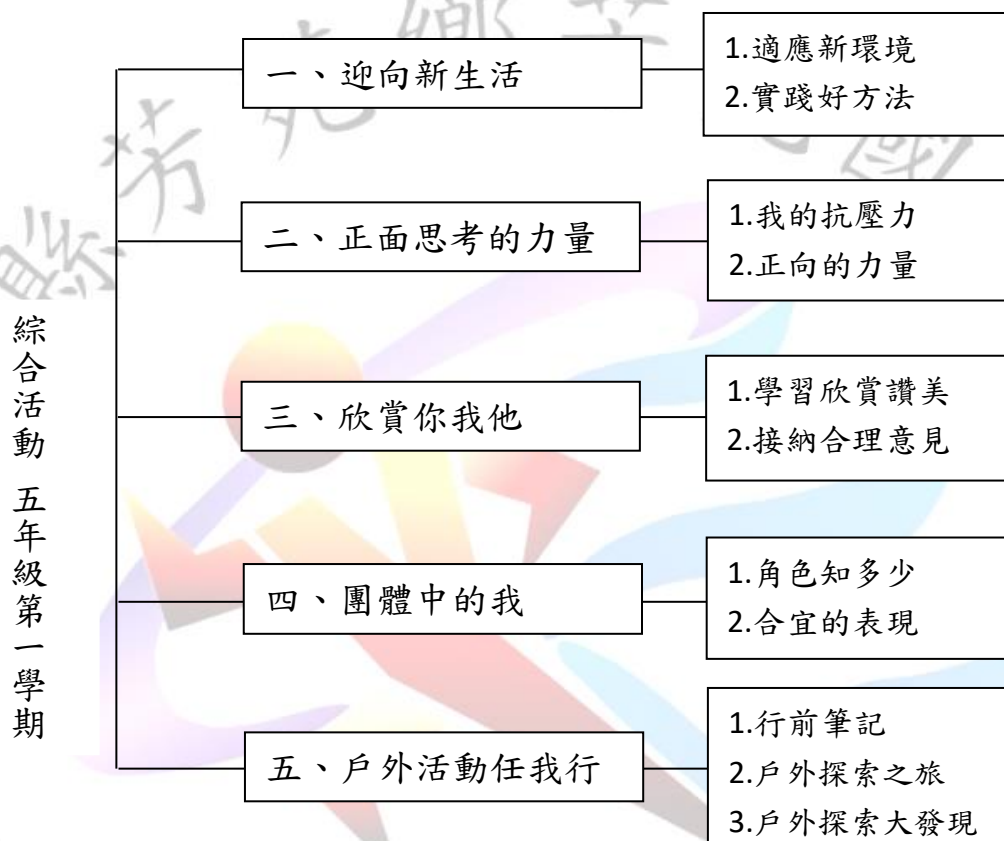 綜合活動 五年級第一學期
一、迎向新生活
1.適應新環境
2.實踐好方法
二、正面思考的力量
1.我的抗壓力
2.正向的力量
三、欣賞你我他
1.學習欣賞讚美
2.接納合理意見
四、團體中的我
1.角色知多少
2.合宜的表現
五、戶外活動任我行
1.行前筆記
2.戶外探索之旅
3.戶外探索大發現
縣芳苑鄉